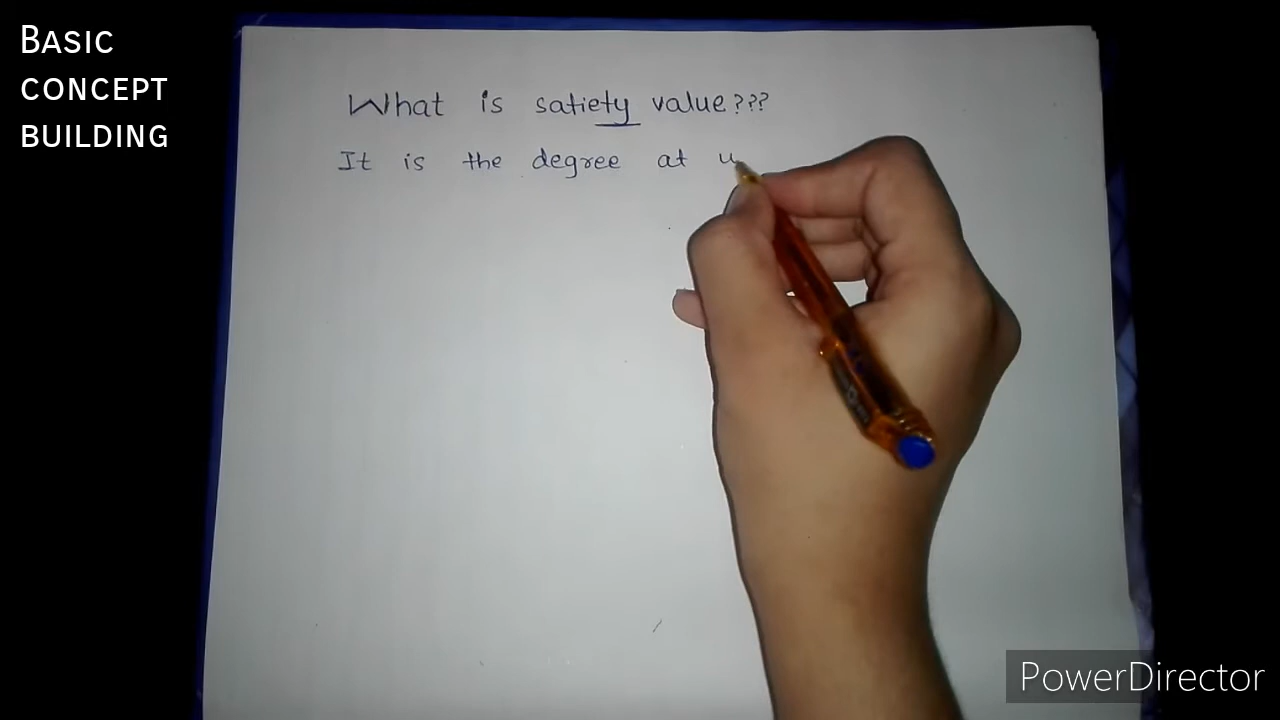 BASIC
CONCEPT
BUILDING
What is satiety value???
It is the degree at
PowerDirector